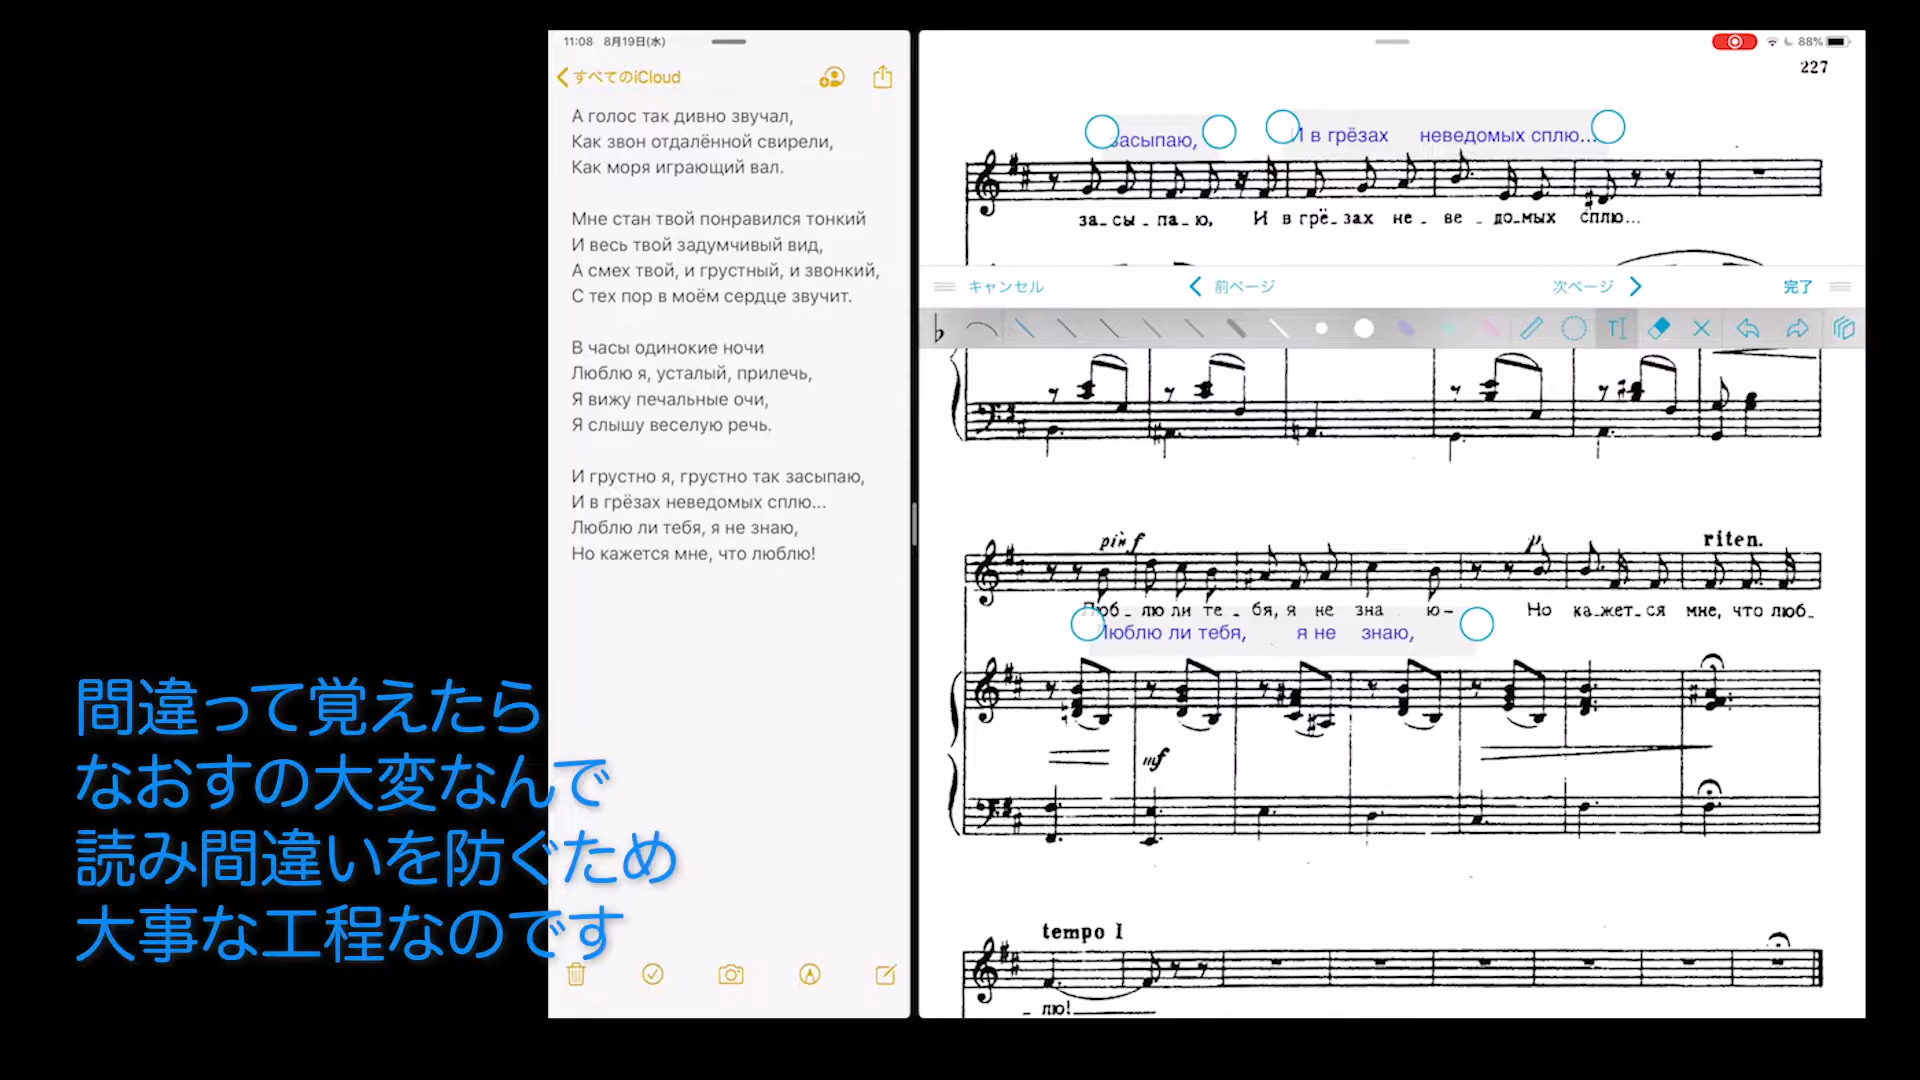 11:08 8月19日(水)
すべてのiCloud
А голос так дивно звучал,
Как звон отдалённой свирели,
Как моря играющий вал.
Мне стан твой понравился тонкий
И весь твой задумчивый вид,
А смех твой, и грустный, и звонкий,
С тех пор в моём сердце звучит.
В часы одинокие ночи
Люблю я, усталый, прилечь,
Я вижу печальные очи,
Я слышу веселую речь.
И грустно я, грустно так засыпаю,
И в грёзах неведомых сплю...
Люблю ли тебя, я не знаю,
Но кажется мне, что люблю!
88%
227
засыпаю,
И в грёзах неведомых сплю...
за-сы-па-ю, И в грё-зах не-ве-до-мых сплю...
キャンセル
前ページ
次ページ
完了
più f
p
riten.
Люб-лю ли те-бя, я не зна ю- Но ка-жет-ся мне, что люб-
Люблю ли тебя, я не знаю,
mf
tempo I
- лю!
間違って覚えたら
なおすの大変なんで
読み間違いを防ぐため
大事な工程なのです